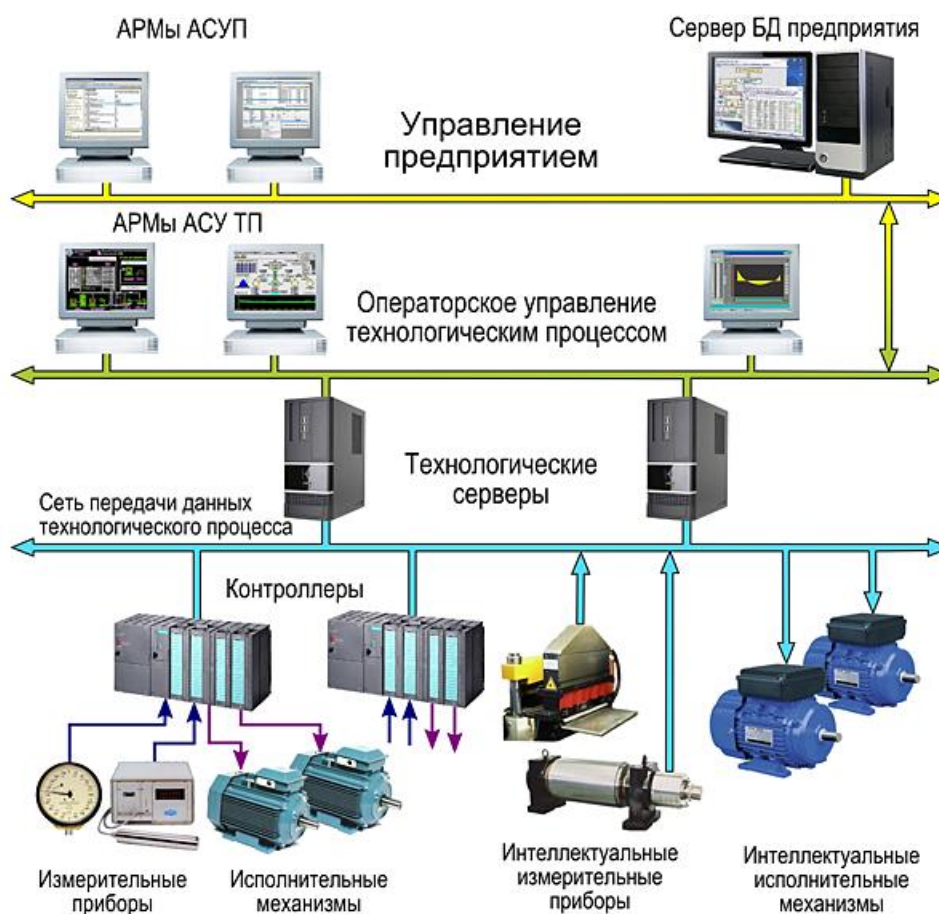 АРМы АСУП
Сервер БД предприятия
Управление
предприятием
АРМы АСУ ТП
Операторское управление
технологическим процессом
Технологические
серверы
Сеть передачи данных
технологического процесса
Контроллеры
Измерительные
приборы
Исполнительные
механизмы
Интеллектуальные
измерительные
приборы
Интеллектуальные
исполнительные
механизмы